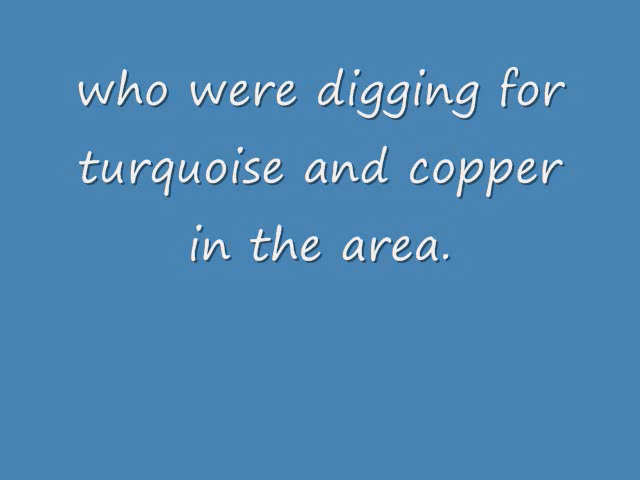 who were digging for
turquoise and copper
in the area.